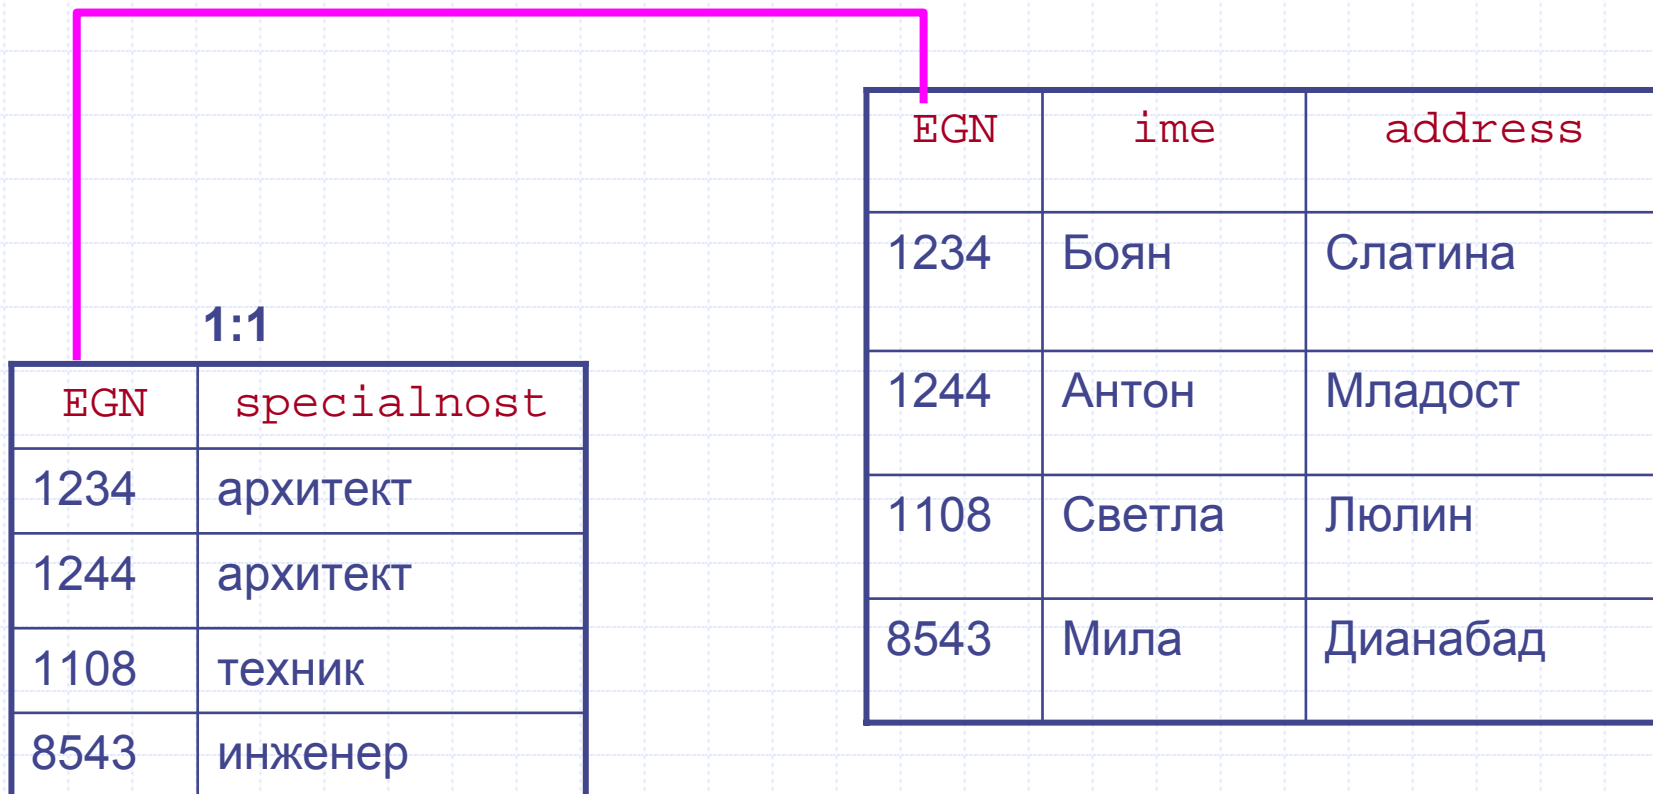 EGN ime address
1234 Боян Слатина
1244 Антон Младост
1108 Светла Люлин
8543 Мила Дианабад
1:1
EGN specialnost
1234 архитект
1244 архитект
1108 техник
8543 инженер